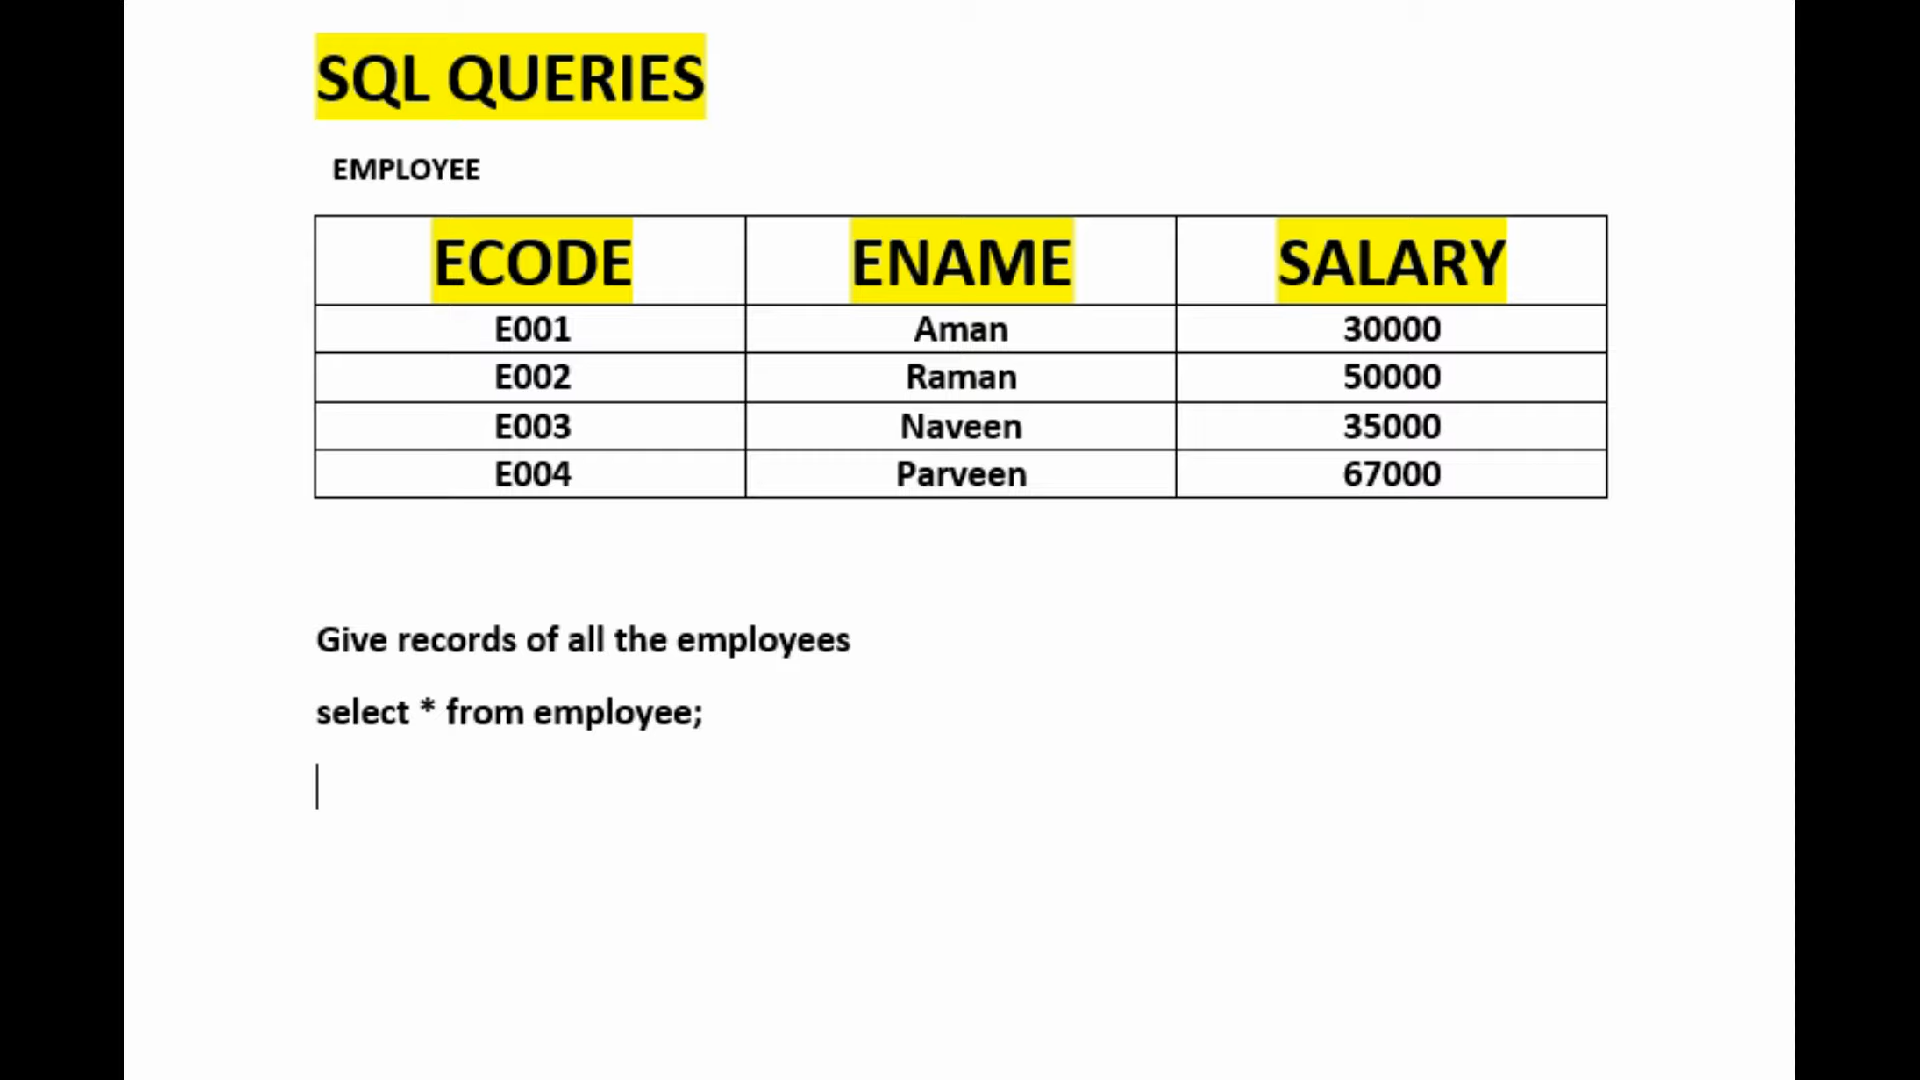 SQL QUERIES
EMPLOYEE
ECODE ENAME SALARY
E001 Aman 30000
E002 Raman 50000
E003 Naveen 35000
E004 Parveen 67000
Give records of all the employees
select * from employee;